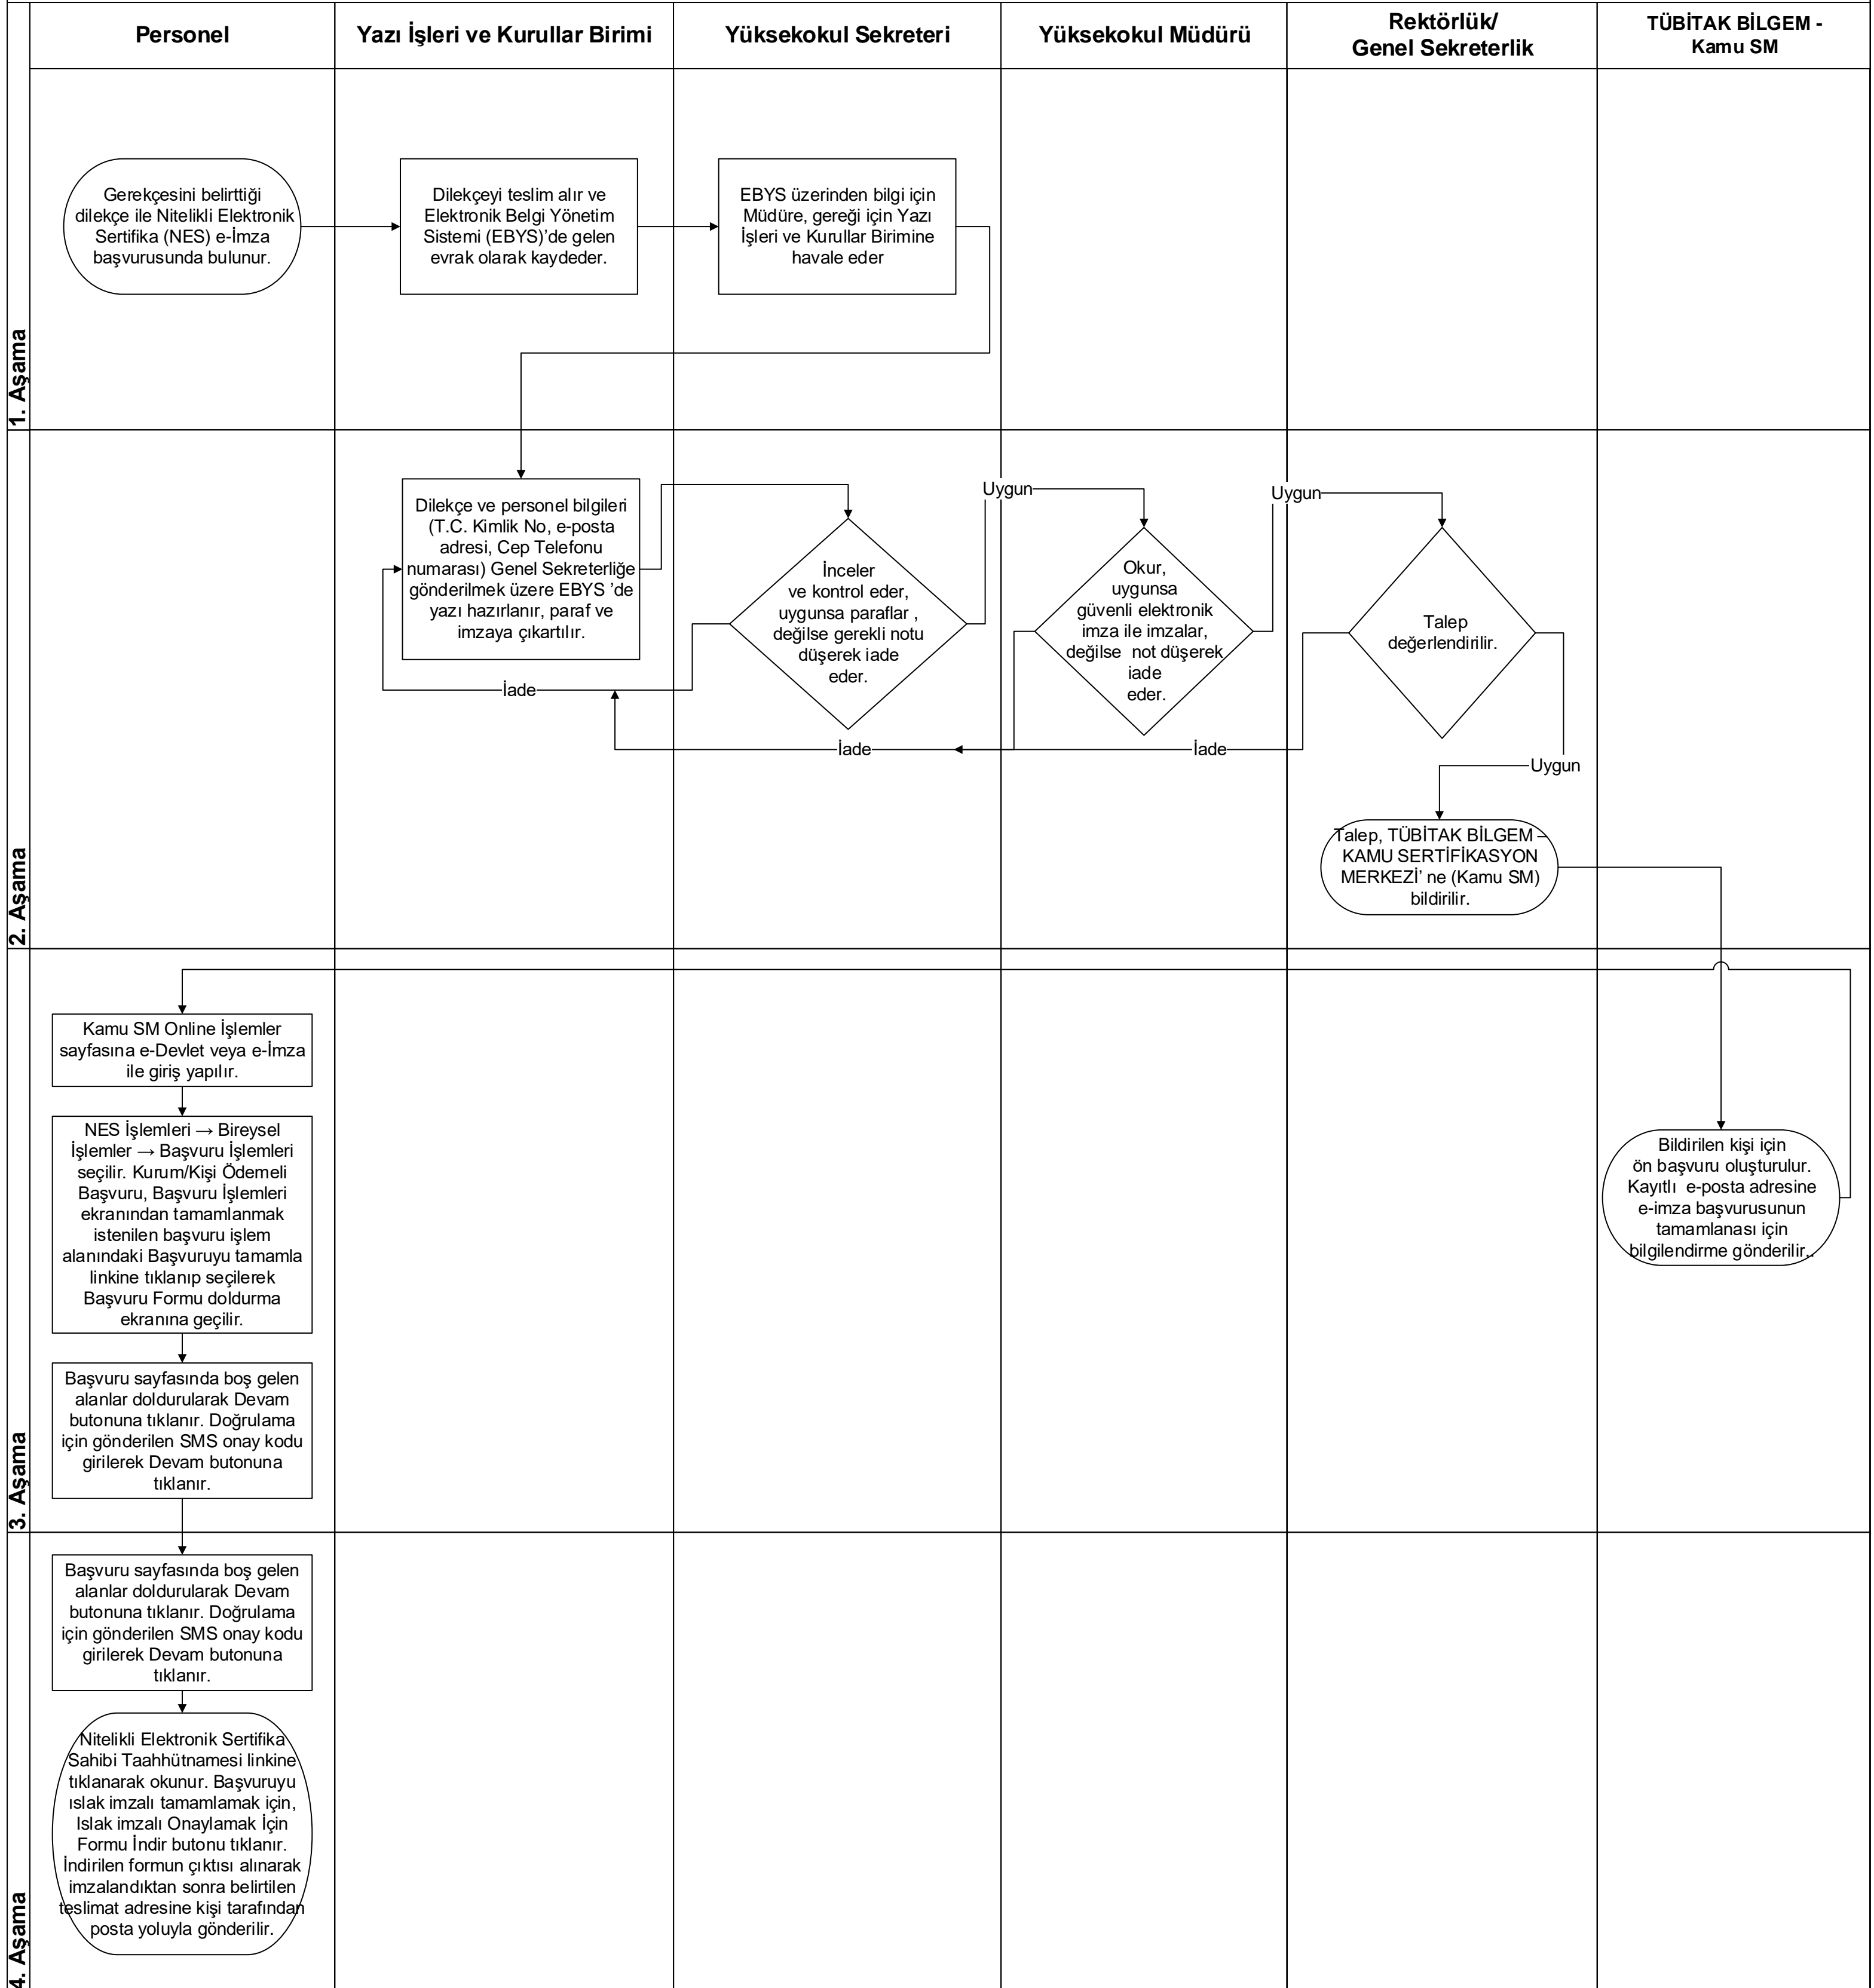 Personel
Yazı İşleri ve Kurullar Birimi
Yüksekokul Sekreteri
Yüksekokul Müdürü
Rektörlük/
Genel Sekreterlik
TÜBİTAK BİLGEM -
Kamu SM
1. Aşama
Gerekçesini belirttiği
dilekçe ile Nitelikli Elektronik
Sertifika (NES) e-İmza
başvurusunda bulunur.
Dilekçeyi teslim alır ve
Elektronik Belgi Yönetim
Sistemi (EBYS)’de gelen
evrak olarak kaydeder.
EBYS üzerinden bilgi için
Müdüre, gereği için Yazı
İşleri ve Kurullar Birimine
havale eder
2. Aşama
Dilekçe ve personel bilgileri
(T.C. Kimlik No, e-posta
adresi, Cep Telefonu
numarası) Genel Sekreterliğe
gönderilmek üzere EBYS ’de
yazı hazırlanır, paraf ve
imzaya çıkartılır.
İade
İnceler
ve kontrol eder,
uygunsa paraflar ,
değilse gerekli notu
düşerek iade
eder.
Uygun
İade
Okur,
uygunsa
güvenli elektronik
imza ile imzalar,
değilse  not düşerek
iade
eder.
Uygun
İade
Talep
değerlendirilir.
Uygun
Talep, TÜBİTAK BİLGEM –
KAMU SERTİFİKASYON
MERKEZİ’ ne (Kamu SM)
bildirilir.
3. Aşama
Kamu SM Online İşlemler
sayfasına e-Devlet veya e-İmza
ile giriş yapılır.
NES İşlemleri → Bireysel
İşlemler → Başvuru İşlemleri
seçilir. Kurum/Kişi Ödemeli
Başvuru, Başvuru İşlemleri
ekranından tamamlanmak
istenilen başvuru işlem
alanındaki Başvuruyu tamamla
linkine tıklanıp seçilerek
Başvuru Formu doldurma
ekranına geçilir.
Başvuru sayfasında boş gelen
alanlar doldurularak Devam
butonuna tıklanır. Doğrulama
için gönderilen SMS onay kodu
girilerek Devam butonuna
tıklanır.
Bildirilen kişi için
ön başvuru oluşturulur.
Kayıtlı  e-posta adresine
e-imza başvurusunun
tamamlanası için
bilgilendirme gönderilir..
4. Aşama
Başvuru sayfasında boş gelen
alanlar doldurularak Devam
butonuna tıklanır. Doğrulama
için gönderilen SMS onay kodu
girilerek Devam butonuna
tıklanır.
Nitelikli Elektronik Sertifika
Sahibi Taahhütnamesi linkine
tıklanarak okunur. Başvuruyu
ıslak imzalı tamamlamak için,
Islak imzalı Onaylamak İçin
Formu İndir butonu tıklanır.
İndirilen formun çıktısı alınarak
imzalandıktan sonra belirtilen
teslimat adresine kişi tarafından
posta yoluyla gönderilir.